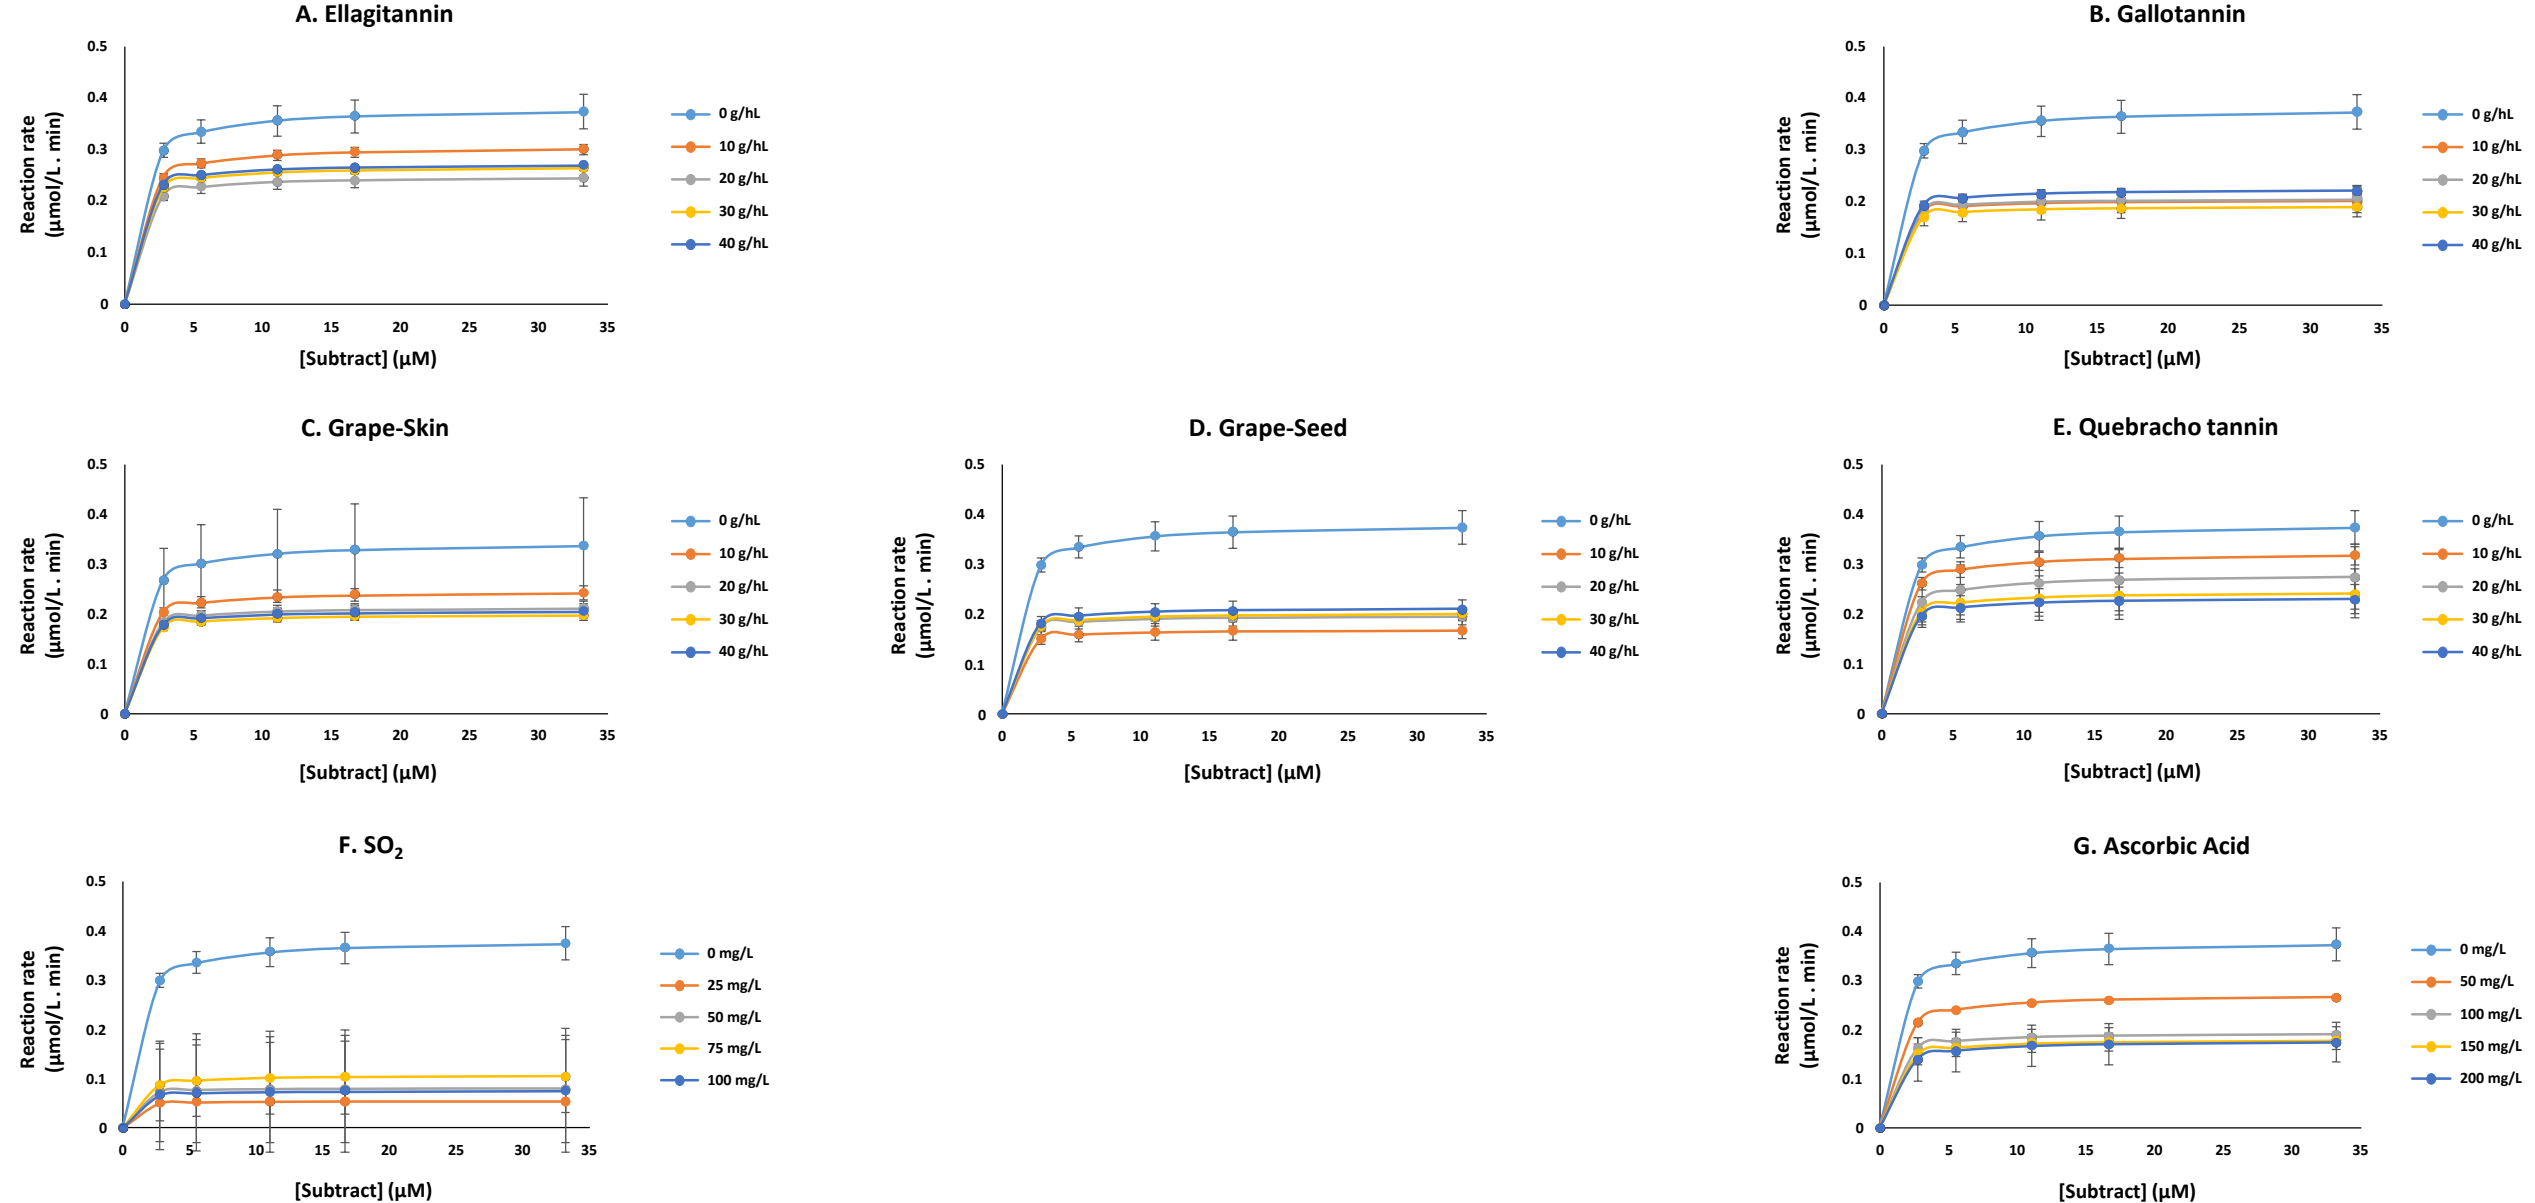 A. Ellagitannin
0.5
0.4
0.3
0.2
0.1
0
Reaction rate
(µmol/L . min)
0 5 10 15 20 25 30 35
[Subtract] (µM)
0 g/hL
10 g/hL
20 g/hL
30 g/hL
40 g/hL
B. Gallotannin
0.5
0.4
0.3
0.2
0.1
0
Reaction rate
(µmol/L . min)
0 5 10 15 20 25 30 35
[Subtract] (µM)
0 g/hL
10 g/hL
20 g/hL
30 g/hL
40 g/hL
C. Grape-Skin
0.5
0.4
0.3
0.2
0.1
0
Reaction rate
(µmol/L . min)
0 5 10 15 20 25 30 35
[Subtract] (µM)
0 g/hL
10 g/hL
20 g/hL
30 g/hL
40 g/hL
D. Grape-Seed
0.5
0.4
0.3
0.2
0.1
0
Reaction rate
(µmol/L . min)
0 5 10 15 20 25 30 35
[Subtract] (µM)
0 g/hL
10 g/hL
20 g/hL
30 g/hL
40 g/hL
E. Quebracho tannin
0.5
0.4
0.3
0.2
0.1
0
Reaction rate
(µmol/L . min)
0 5 10 15 20 25 30 35
[Subtract] (µM)
0 g/hL
10 g/hL
20 g/hL
30 g/hL
40 g/hL
F. SO₂
0.5
0.4
0.3
0.2
0.1
0
Reaction rate
(µmol/L . min)
0 5 10 15 20 25 30 35
[Subtract] (µM)
0 mg/L
25 mg/L
50 mg/L
75 mg/L
100 mg/L
G. Ascorbic Acid
0.5
0.4
0.3
0.2
0.1
0
Reaction rate
(µmol/L . min)
0 5 10 15 20 25 30 35
[Subtract] (µM)
0 mg/L
50 mg/L
100 mg/L
150 mg/L
200 mg/L